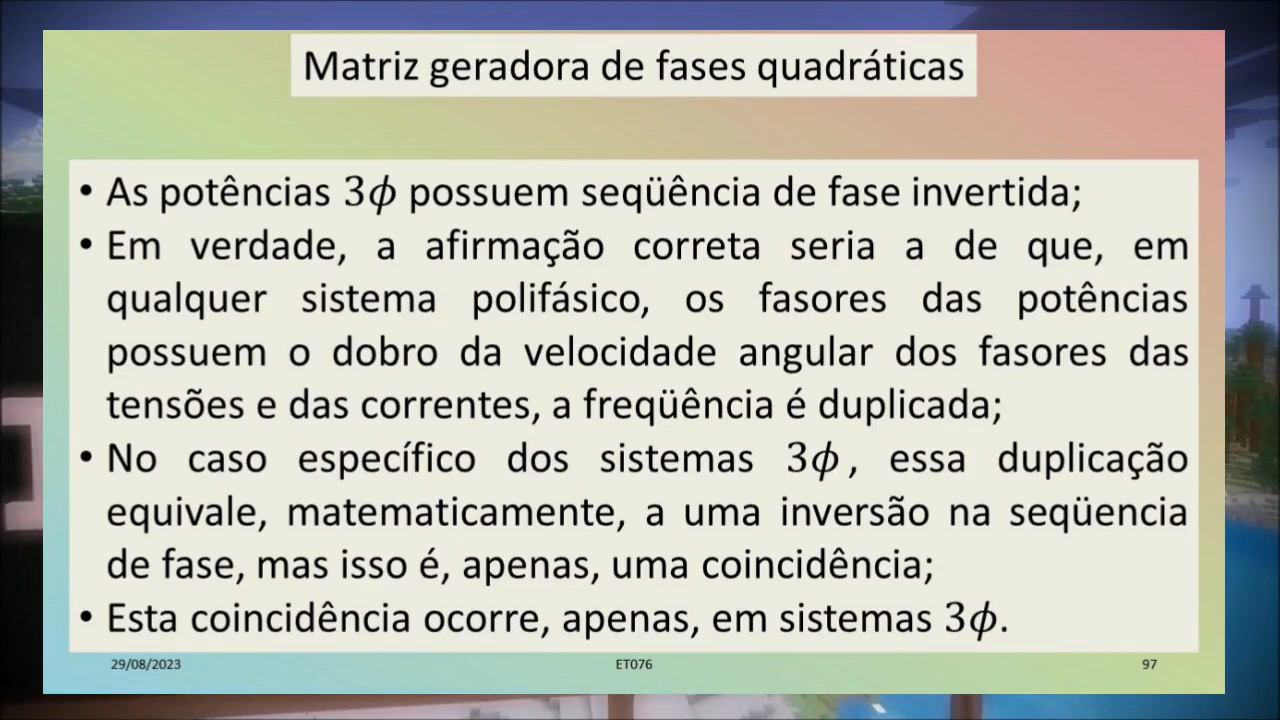 Matriz geradora de fases quadráticas
• As potências 3ϕ possuem seqüência de fase invertida;
• Em verdade, a afirmação correta seria a de que, em
qualquer sistema polifásico, os fasores das potências
possuem o dobro da velocidade angular dos fasores das
tensões e das correntes, a freqüência é duplicada;
• No caso específico dos sistemas 3ϕ, essa duplicação
equivale, matematicamente, a uma inversão na seqüencia
de fase, mas isso é, apenas, uma coincidência;
• Esta coincidência ocorre, apenas, em sistemas 3ϕ.
29/08/2023 ET076 97